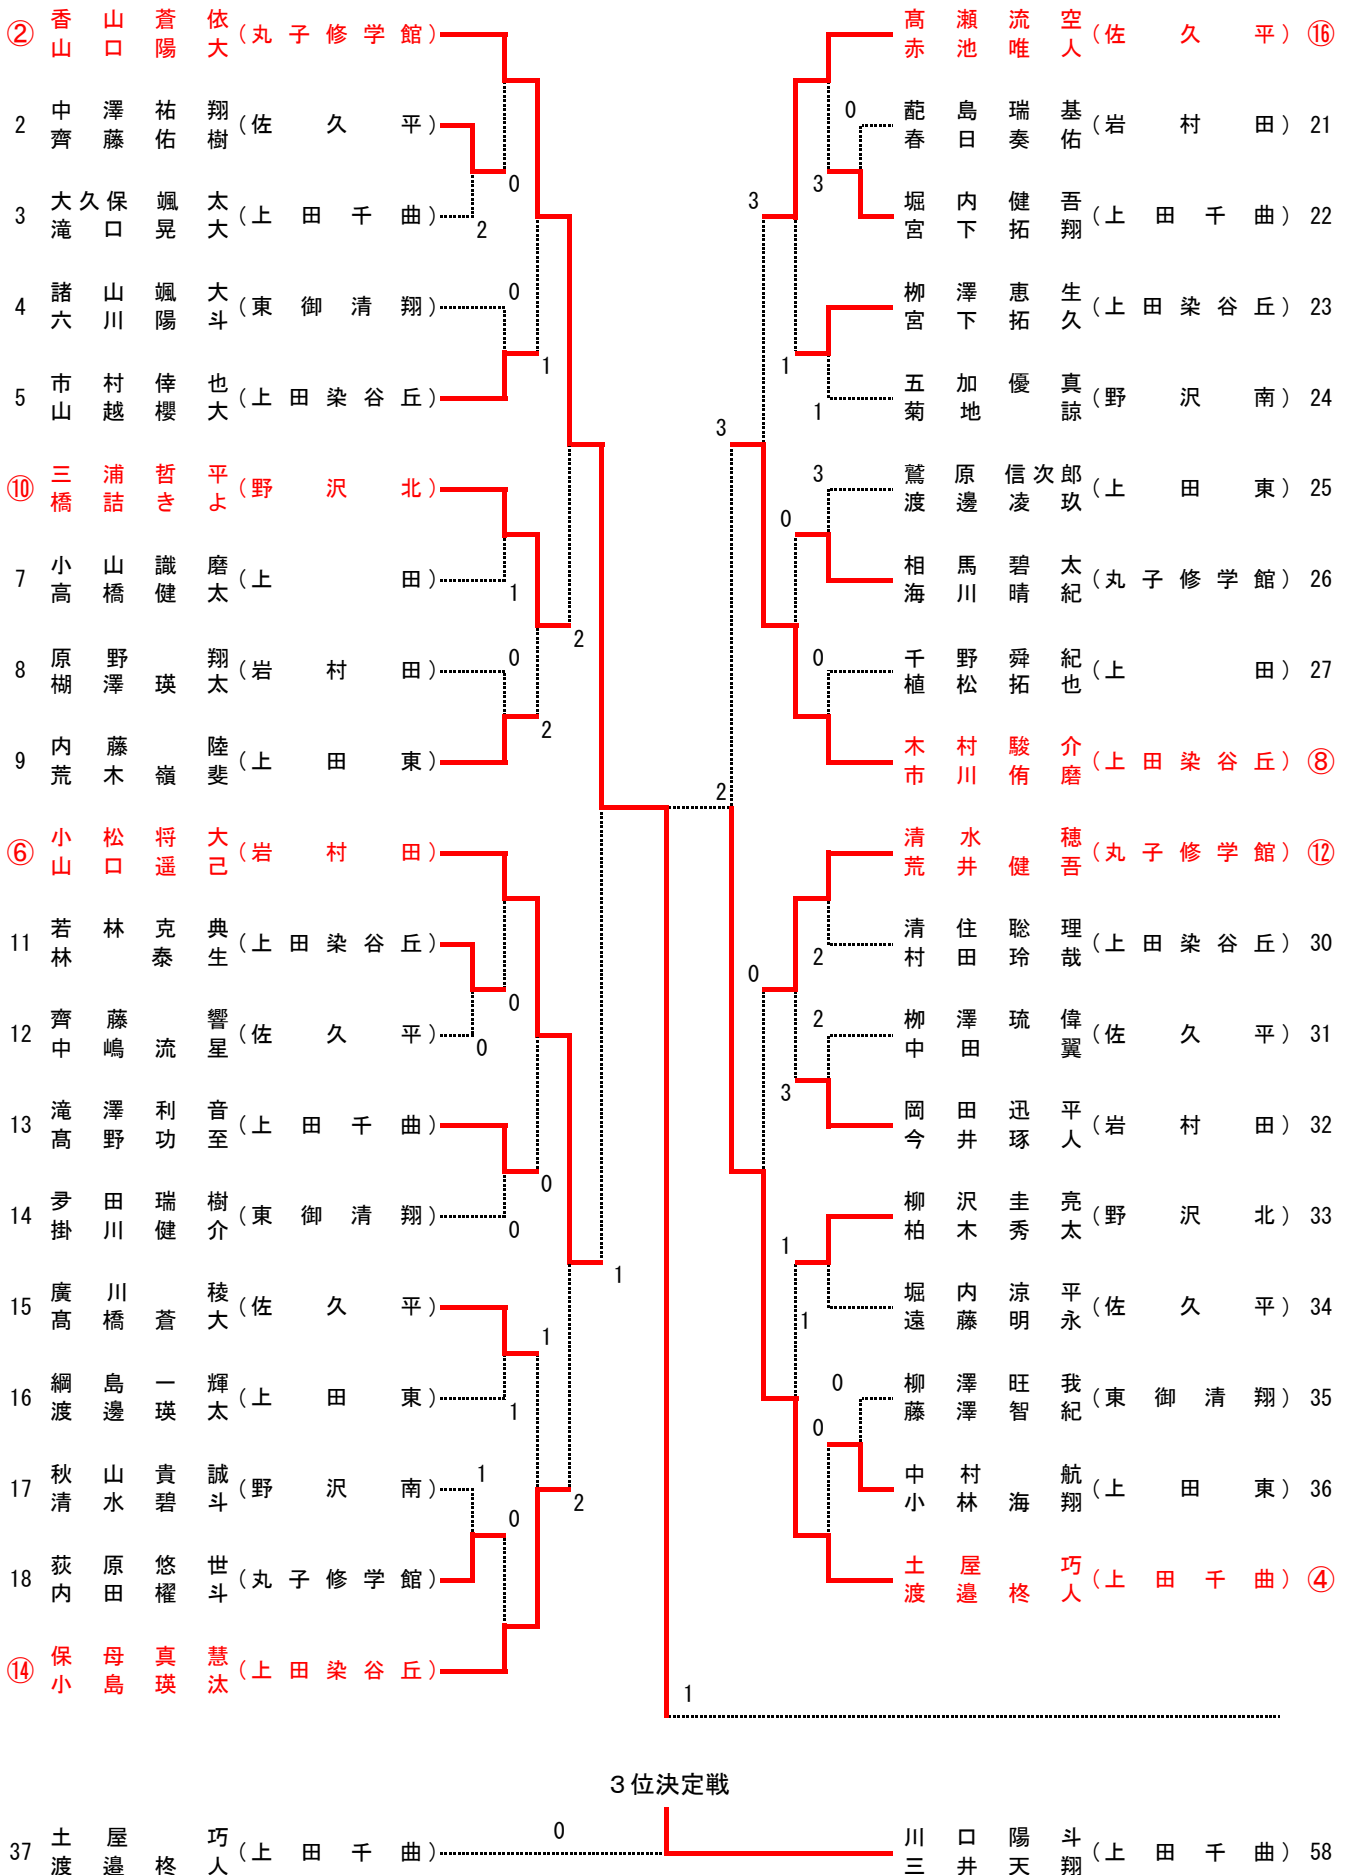 ② 香山蒼依 山口陽大 (丸子修学館)
2 中澤祐翔 齊藤佑樹 (佐久平)
0
3 大久保颯太 滝口晃大 (上田千曲)
2
0
4 諸山颯大 六川陽斗 (東御清翔)
1
5 市村倖也 山越櫻大 (上田染谷丘)
⑩ 三浦哲平 橋詰きよ (野沢北)
7 小山識磨 高橋健太 (上田)
1
2
0
8 原野翔 楜澤瑛太 (岩村田)
2
9 内藤陸 荒木嶺斐 (上田東)
⑥ 小松将大 山口遥己 (岩村田)
11 若林克典 林泰生 (上田染谷丘)
0
12 齊藤響 中嶋流星 (佐久平)
0
13 滝澤利音 髙野功至 (上田千曲)
0
14 田瑞樹 掛川健介 (東御清翔)
0
1
15 廣川稜 髙橋蒼大 (佐久平)
1
16 綱島一輝 渡邊瑛太 (上田東)
1
1
17 秋山貴誠 清水碧斗 (野沢南)
2
0
18 荻原悠世 内田櫂斗 (丸子修学館)
⑭ 保母真慧 小島瑛汰 (上田染谷丘)
髙瀬流空 赤池唯人 (佐久平) ⑯
0
島瑞基 春日奏佑 (岩村田) 21
3
3
堀内健吾 宮下拓翔 (上田千曲) 22
栁澤恵生 宮下拓久 (上田染谷丘) 23
1
五加優真 菊地諒 (野沢南) 24
1
3
3
鷲原信次郎 渡邊凌玖 (上田東) 25
0
相馬碧太 海川晴紀 (丸子修学館) 26
0
千野舜紀 植松拓也 (上田) 27
木村駿介 市川侑磨 (上田染谷丘) ⑧
2
清水穂 荒井健吾 (丸子修学館) ⑫
清住聡理 村田玲哉 (上田染谷丘) 30
2
0
2
栁澤琉偉 中田翼 (佐久平) 31
3
岡田迅平 今井琢人 (岩村田) 32
柳沢圭亮 柏木秀太 (野沢北) 33
1
堀内涼平 遠藤明永 (佐久平) 34
1
0
柳澤旺我 藤澤智紀 (東御清翔) 35
0
中村航 小林海翔 (上田東) 36
土屋巧 渡邉柊人 (上田千曲) ④
1
３位決定戦
37 土屋巧 渡邉柊人 (上田千曲)
0
川口陽斗 三井天翔 (上田千曲) 58